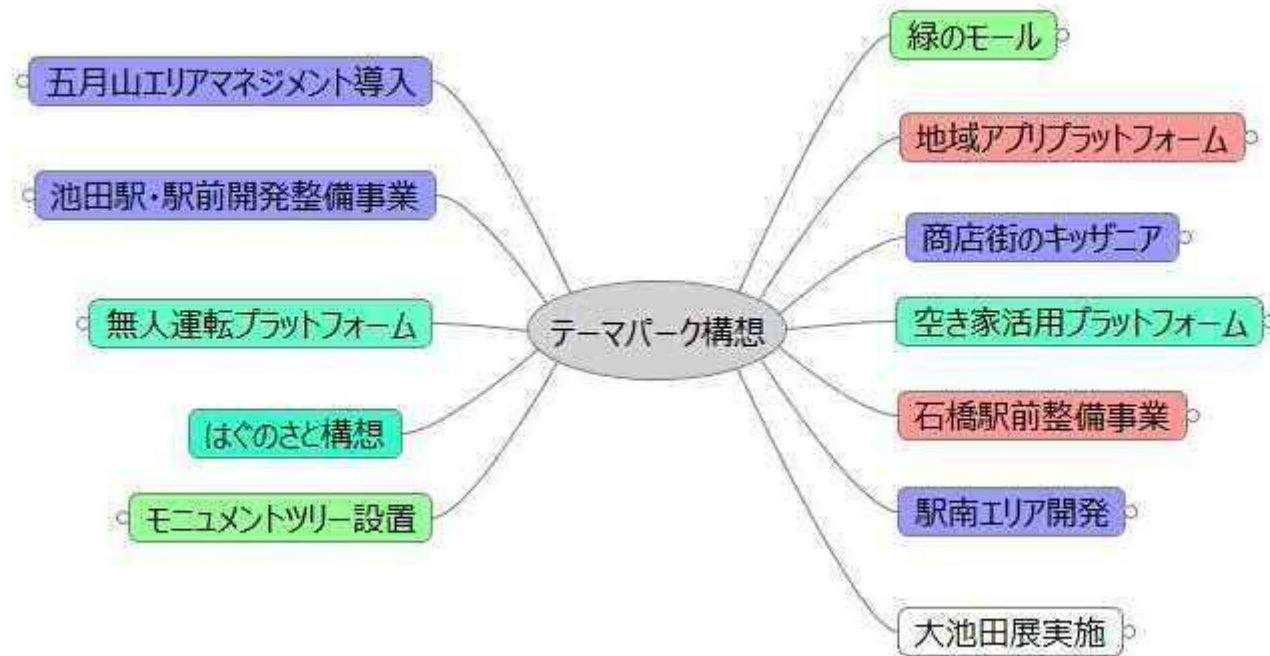 五月山エリアマネジメント導入
池田駅・駅前開発整備事業
無人運転プラットフォーム
はぐのさと構想
モニュメントツリー設置
テーマパーク構想
緑のモール
地域アプリプラットフォーム
商店街のキッザニア
空き家活用プラットフォーム
石橋駅前整備事業
駅南エリア開発
大池田展実施